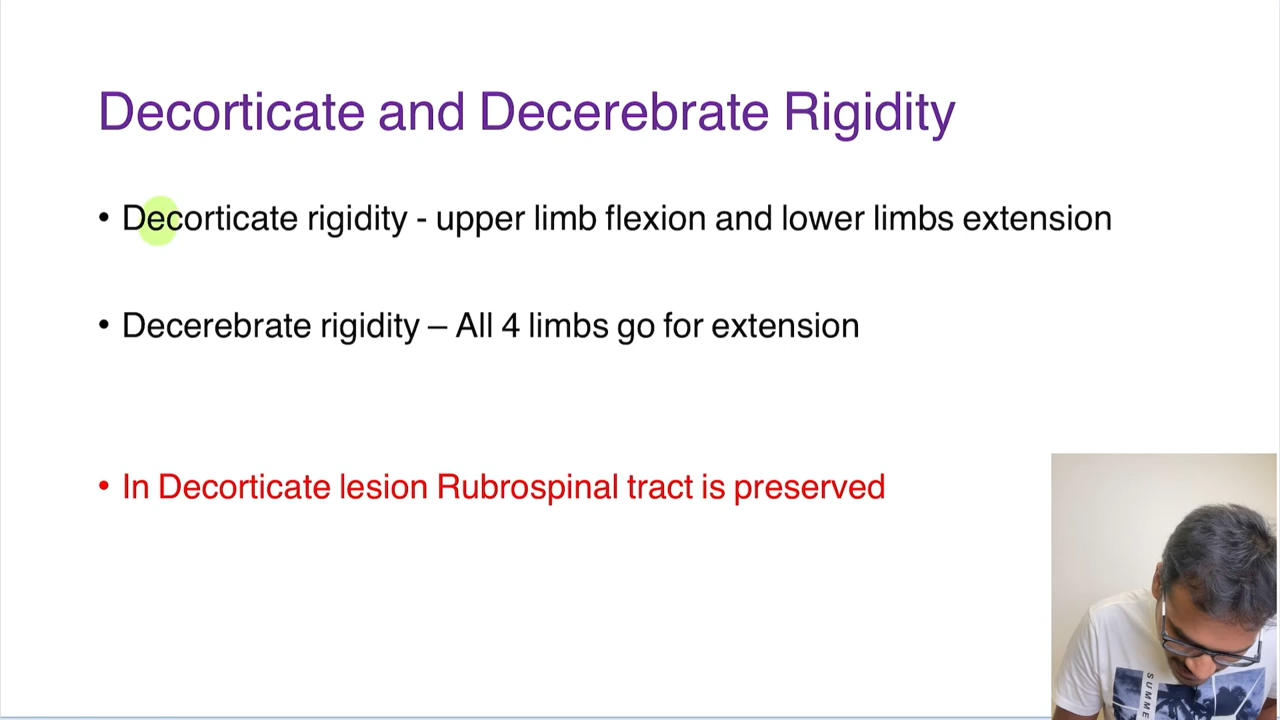 Decorticate and Decerebrate Rigidity
• Decorticate rigidity - upper limb flexion and lower limbs extension
• Decerebrate rigidity – All 4 limbs go for extension
• In Decorticate lesion Rubrospinal tract is preserved
SUMME